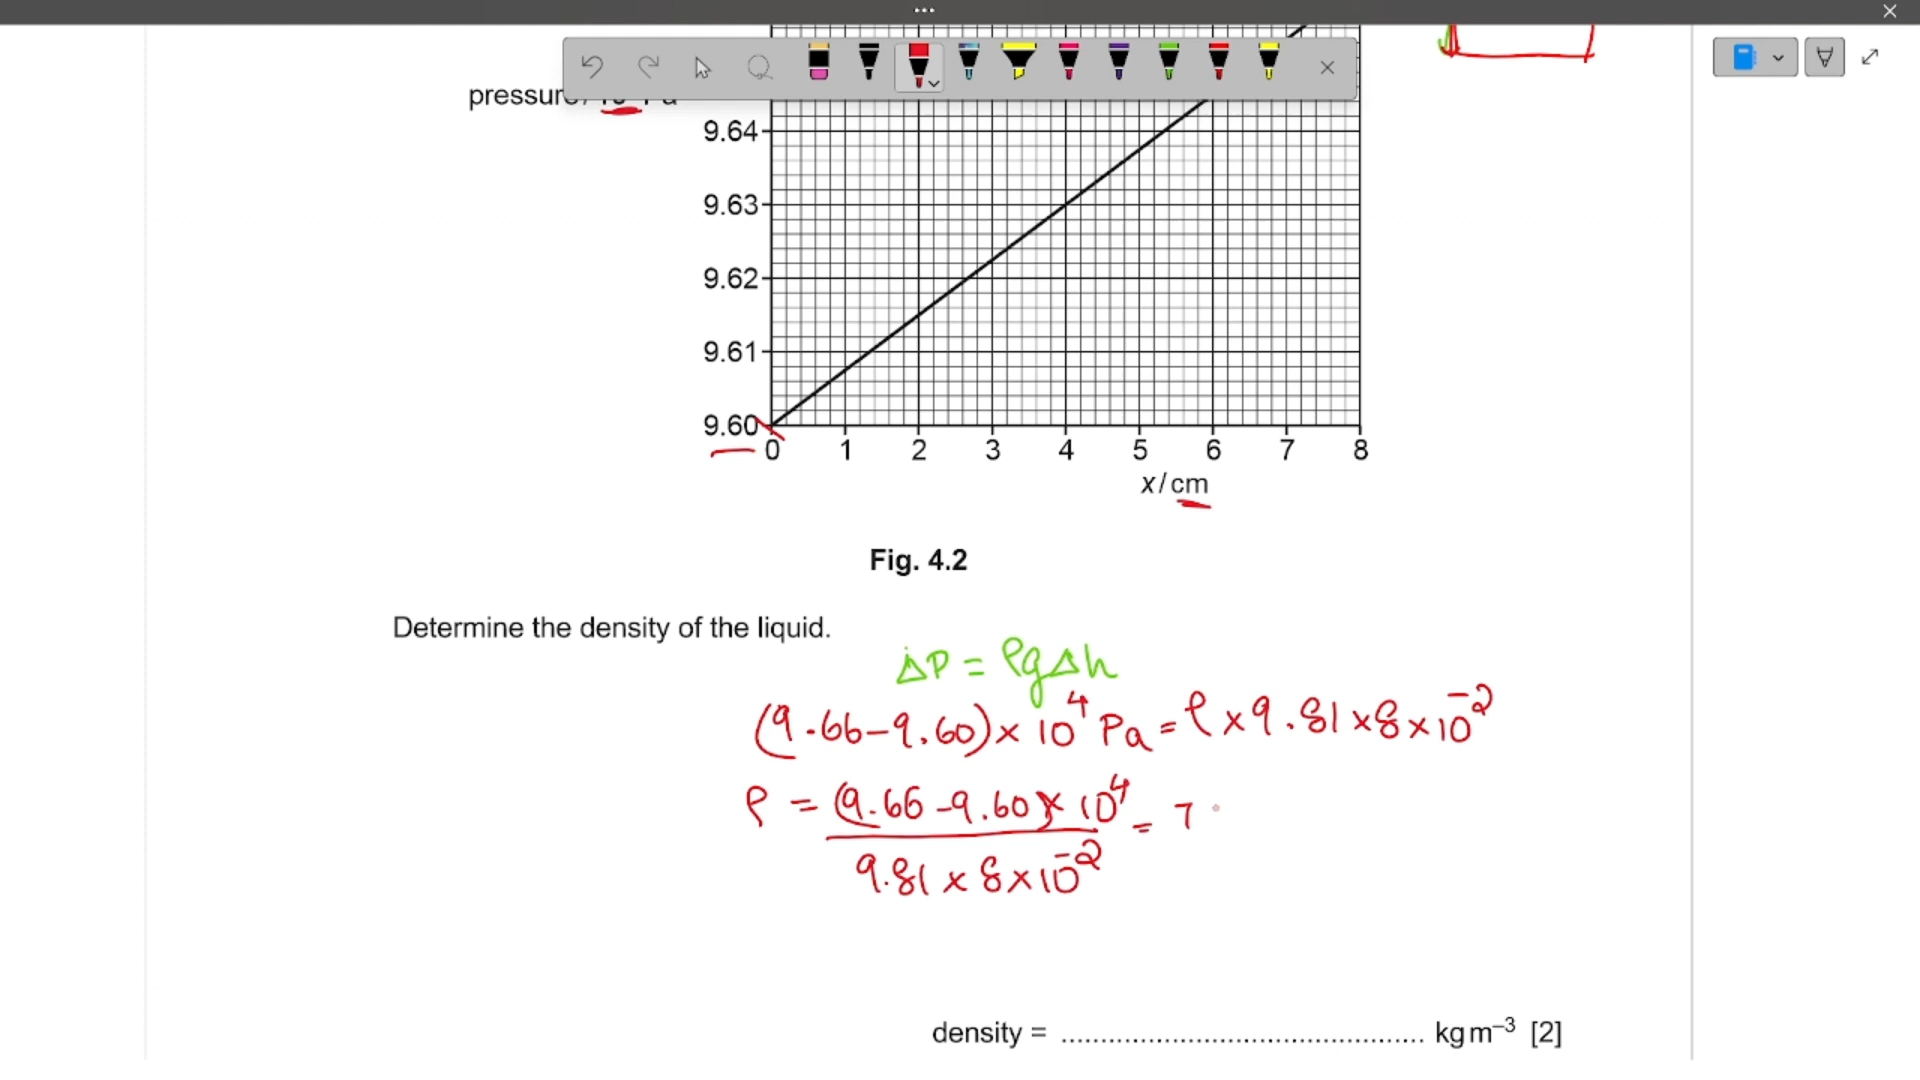 ...
pressure/
9.64
9.63
9.62
9.61
9.60
0 1 2 3 4 5 6 7 8
x/cm
Fig. 4.2
Determine the density of the liquid.
ΔP = ρgΔh
(9.66-9.60)× 10⁴ Pa = ρ×9.81×8×10⁻²
ρ = (9.66-9.60)× 10⁴ = 7
9.81×8×10⁻²
density = ................................................ kg m⁻³ [2]